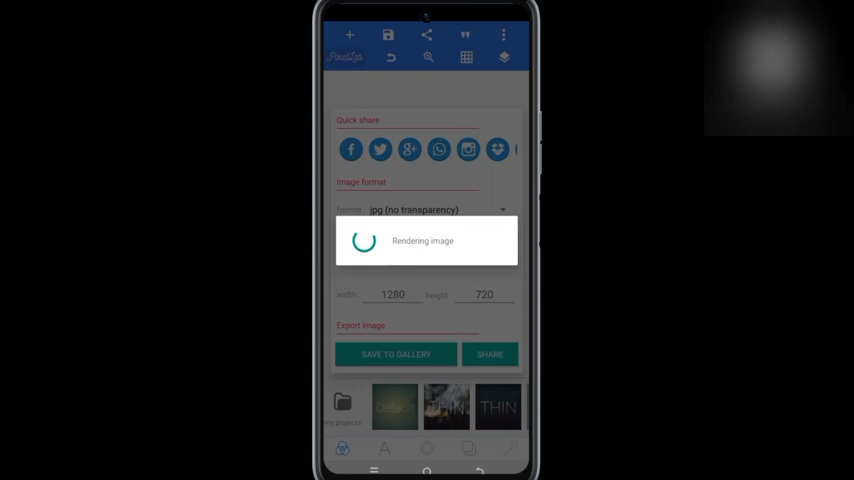 PixelLab
Quick share
Image format
format : jpg (no transparency)
Rendering image
width : 1280 height : 720
Export image
SAVE TO GALLERY SHARE
my projects Default THIN THIN
A